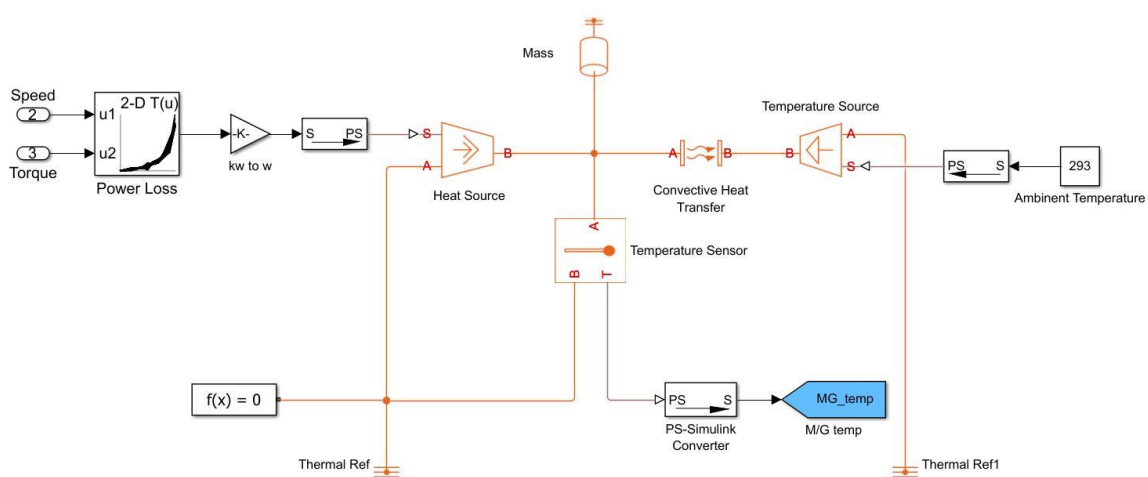 Mass
Speed
2
2-D T(u)
u1
u2
3
Torque
Power Loss
-K-
kw to w
S PS
S
A
B
Heat Source
A
B
Convective Heat
Transfer
Temperature Source
B
A
S
PS S
293
Ambinent Temperature
A
B
T
Temperature Sensor
f(x) = 0
PS S
PS-Simulink
Converter
MG_temp
M/G temp
Thermal Ref
Thermal Ref1